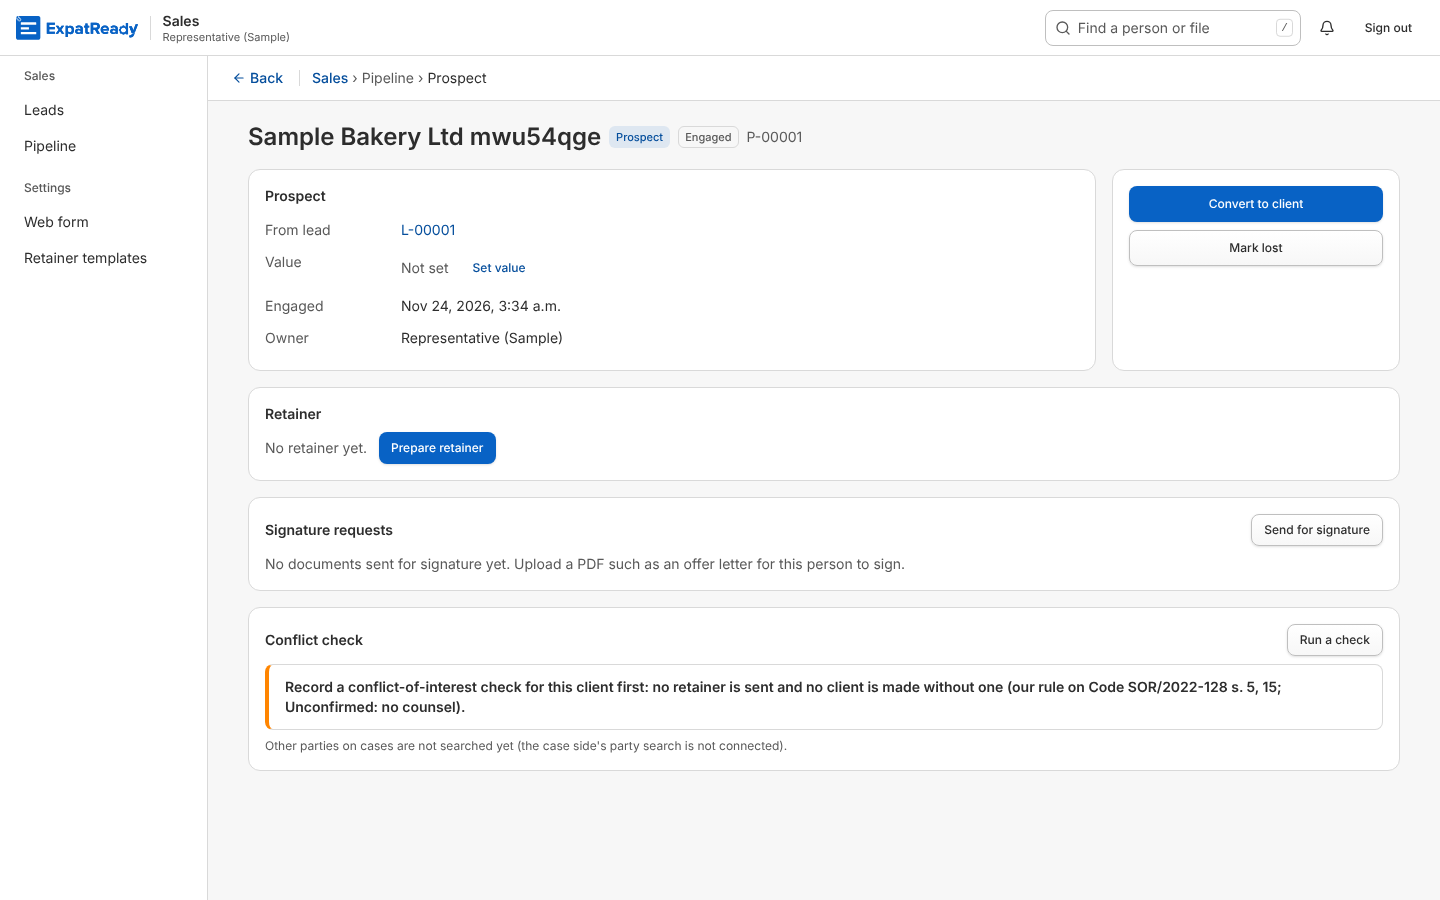 ExpatReady
Sales
Representative (Sample)
Find a person or file
/
Sign out
Sales
Leads
Pipeline
Settings
Web form
Retainer templates
← Back
Sales › Pipeline › Prospect
Sample Bakery Ltd mwu54qge Prospect Engaged P-00001
Prospect
From lead L-00001
Value Not set Set value
Engaged Nov 24, 2026, 3:34 a.m.
Owner Representative (Sample)
Convert to client
Mark lost
Retainer
No retainer yet. Prepare retainer
Signature requests
Send for signature
No documents sent for signature yet. Upload a PDF such as an offer letter for this person to sign.
Conflict check
Run a check
Record a conflict-of-interest check for this client first: no retainer is sent and no client is made without one (our rule on Code SOR/2022-128 s. 5, 15;
Unconfirmed: no counsel).
Other parties on cases are not searched yet (the case side's party search is not connected).